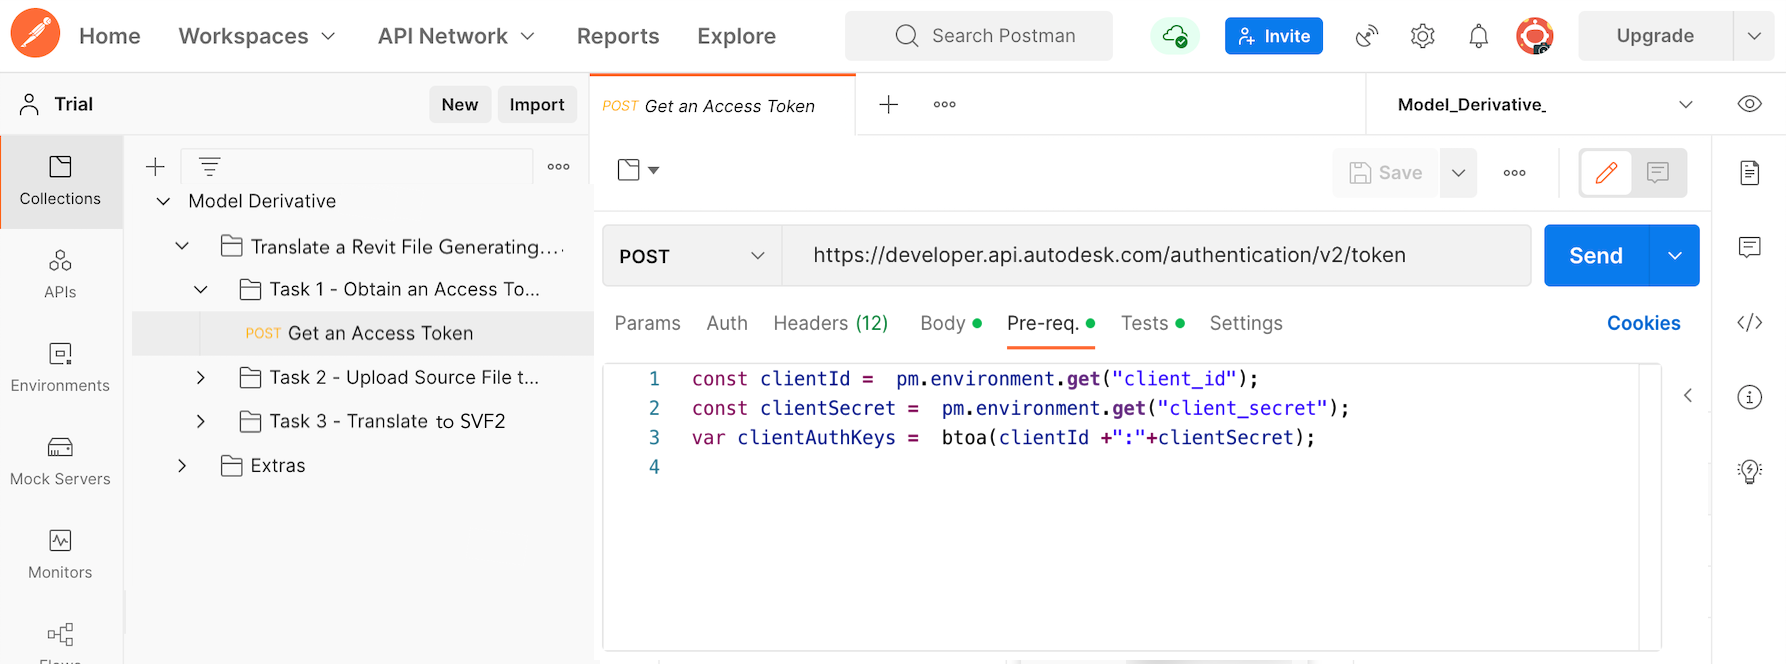 Home Workspaces API Network Reports Explore Search Postman Invite Upgrade
Trial New Import POST Get an Access Token Model_Derivative_
Collections
APIs
Environments
Mock Servers
Monitors
Flows
Model Derivative
Translate a Revit File Generating....
Task 1 - Obtain an Access To...
POST Get an Access Token
Task 2 - Upload Source File t...
Task 3 - Translate to SVF2
Extras
Save
POST https://developer.api.autodesk.com/authentication/v2/token Send
Params Auth Headers (12) Body Pre-req. Tests Settings Cookies
1 const clientId = pm.environment.get("client_id");
2 const clientSecret = pm.environment.get("client_secret");
3 var clientAuthKeys = btoa(clientId +":"+clientSecret);
4